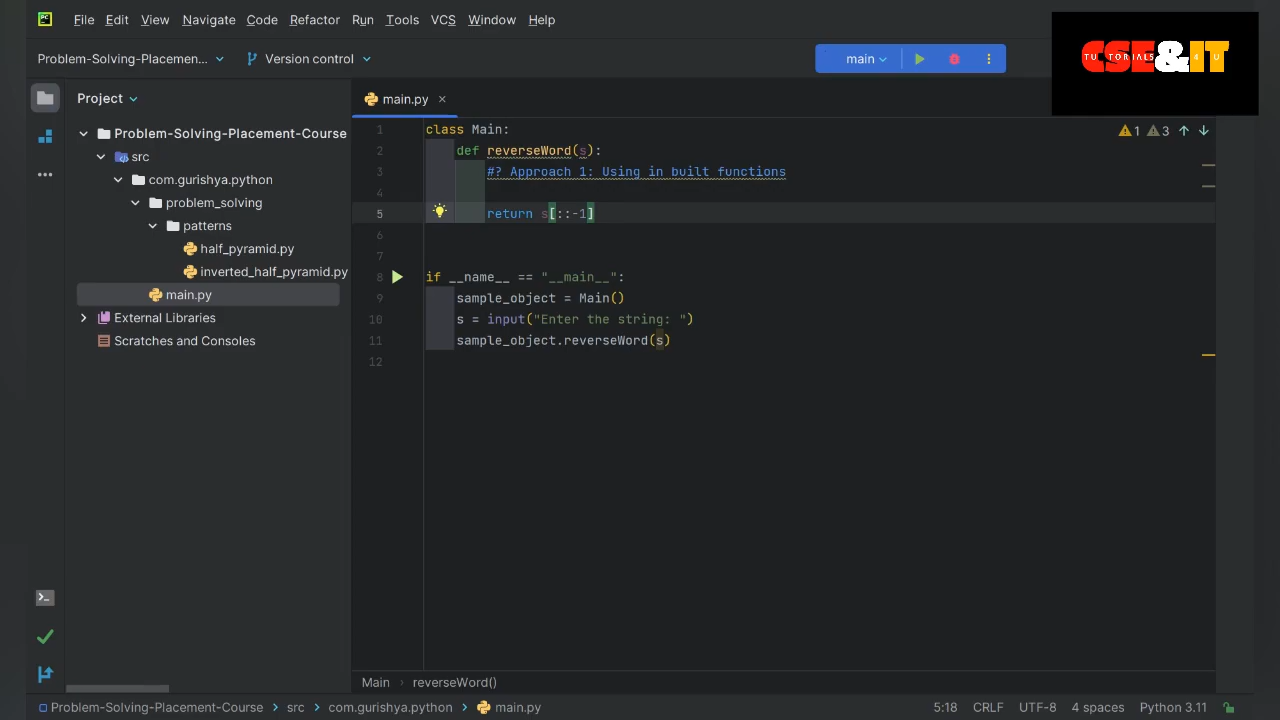 File Edit View Navigate Code Refactor Run Tools VCS Window Help
Problem-Solving-Placemen... Version control main
CSE&IT
TUTORIALS4U
Project main.py
Problem-Solving-Placement-Course
src
com.gurishya.python
problem_solving
patterns
half_pyramid.py
inverted_half_pyramid.py
main.py
External Libraries
Scratches and Consoles
1 class Main:
2 def reverseWord(s):
3 #? Approach 1: Using in built functions
4
5 return s[::-1]
6
7
8 if __name__ == "__main__":
9 sample_object = Main()
10 s = input("Enter the string: ")
11 sample_object.reverseWord(s)
12
1 3
Main reverseWord()
Problem-Solving-Placement-Course src com.gurishya.python main.py 5:18 CRLF UTF-8 4 spaces Python 3.11